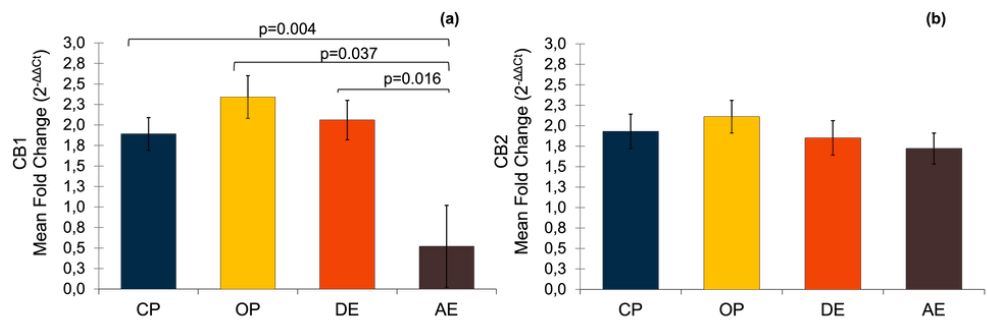 (a)
p=0.004
p=0.037
p=0.016
CB1
Mean Fold Change (2^-ΔΔCt)
3,0
2,8
2,5
2,3
2,0
1,8
1,5
1,3
1,0
0,8
0,5
0,3
0,0
CP OP DE AE
(b)
CB2
Mean Fold Change (2^-ΔΔCt)
3,0
2,8
2,5
2,3
2,0
1,8
1,5
1,3
1,0
0,8
0,5
0,3
0,0
CP OP DE AE